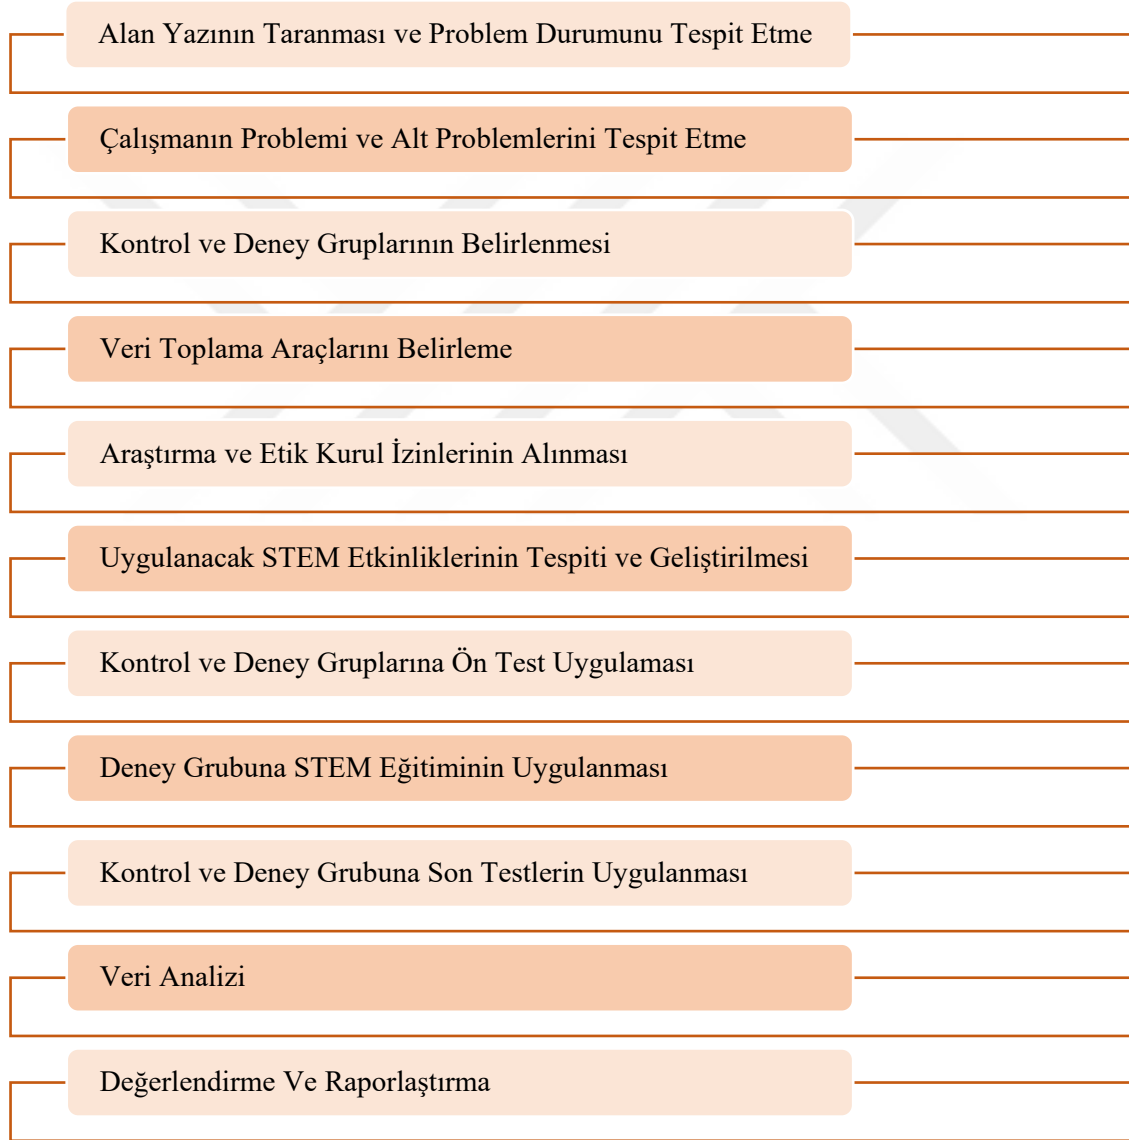 Alan Yazının Taranması ve Problem Durumunu Tespit Etme
Çalışmanın Problemi ve Alt Problemlerini Tespit Etme
Kontrol ve Deney Gruplarının Belirlenmesi
Veri Toplama Araçlarını Belirleme
Araştırma ve Etik Kurul İzinlerinin Alınması
Uygulanacak STEM Etkinliklerinin Tespiti ve Geliştirilmesi
Kontrol ve Deney Gruplarına Ön Test Uygulaması
Deney Grubuna STEM Eğitiminin Uygulanması
Kontrol ve Deney Grubuna Son Testlerin Uygulanması
Veri Analizi
Değerlendirme Ve Raporlaştırma